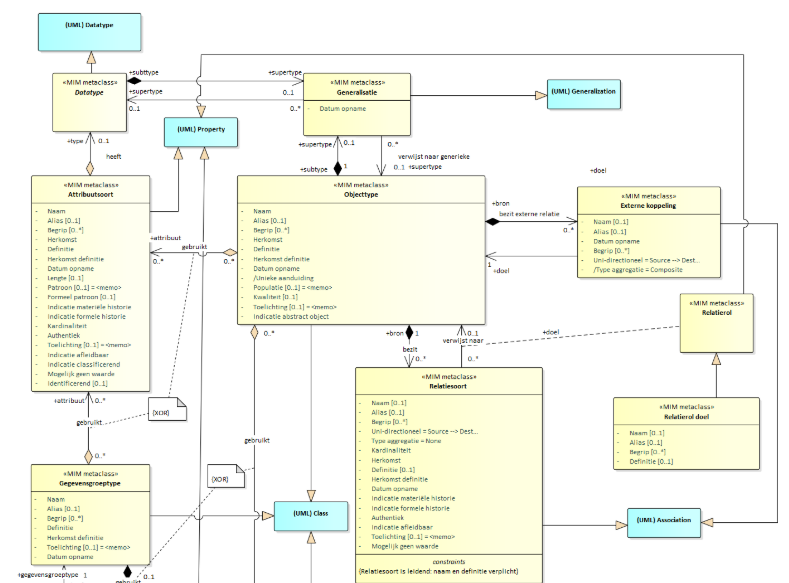 (UML) Datatype
«MIM metaclass»
Datatype
+subttype
+supertype
+supertype
0..1
0..1
0..*
«MIM metaclass»
Generalisatie
- Datum opname
(UML) Generalization
(UML) Property
+type
0..1
heeft
+supertype
0..1
0..*
verwijst naar generieke
+subtype
1
0..1
+supertype
+doel
«MIM metaclass»
Attribuutsoort
- Naam
- Alias [0..1]
- Begrip [0..*]
- Herkomst
- Definitie
- Herkomst definitie
- Datum opname
- Lengte [0..1]
- Patroon [0..1] = <memo>
- Formeel patroon [0..1]
- Indicatie materiële historie
- Indicatie formele historie
- Kardinaliteit
- Authentiek
- Toelichting [0..1] = <memo>
- Indicatie afleidbaar
- Indicatie classificerend
- Mogelijk geen waarde
- Identificerend [0..1]
+attribuut
gebruikt
0..*
0..*
«MIM metaclass»
Objecttype
- Naam
- Alias [0..1]
- Begrip [0..*]
- Herkomst
- Definitie
- Herkomst definitie
- Datum opname
- /Unieke aanduiding
- Populatie [0..1] = <memo>
- Kwaliteit [0..1]
- Toelichting [0..1] = <memo>
- Indicatie abstract object
+bron
1
bezit externe relatie
0..*
1
+doel
«MIM metaclass»
Externe koppeling
- Naam [0..1]
- Alias [0..1]
- Datum opname
- Begrip [0..*]
- Uni-directioneel = Source --> Dest...
- /Type aggregatie = Composite
«MIM metaclass»
Relatierol
0..*
+bron
1
0..1
verwijst naar
+doel
bezit
0..*
0..*
«MIM metaclass»
Relatiesoort
- Naam [0..1]
- Alias [0..1]
- Begrip [0..*]
- Uni-directioneel = Source --> Dest...
- Type aggregatie = None
- Kardinaliteit
- Herkomst
- Definitie [0..1]
- Herkomst definitie
- Datum opname
- Indicatie materiële historie
- Indicatie formele historie
- Authentiek
- Indicatie afleidbaar
- Toelichting [0..1] = <memo>
- Mogelijk geen waarde
constraints
{Relatiesoort is leidend: naam en definitie verplicht}
«MIM metaclass»
Relatierol doel
- Naam [0..1]
- Alias [0..1]
- Begrip [0..*]
- Definitie [0..1]
+attribuut
0..*
{XOR}
gebruikt
0..*
gebruikt
{XOR}
«MIM metaclass»
Gegevensgroeptype
- Naam
- Alias [0..1]
- Begrip [0..*]
- Definitie
- Herkomst definitie
- Toelichting [0..1] = <memo>
- Datum opname
(UML) Class
(UML) Association
+gegevensgroeptype
1
0..1
gebruikt